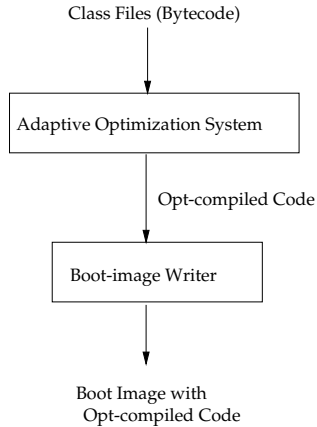 Class Files (Bytecode)
Adaptive Optimization System
Opt-compiled Code
Boot-image Writer
Boot Image with
Opt-compiled Code